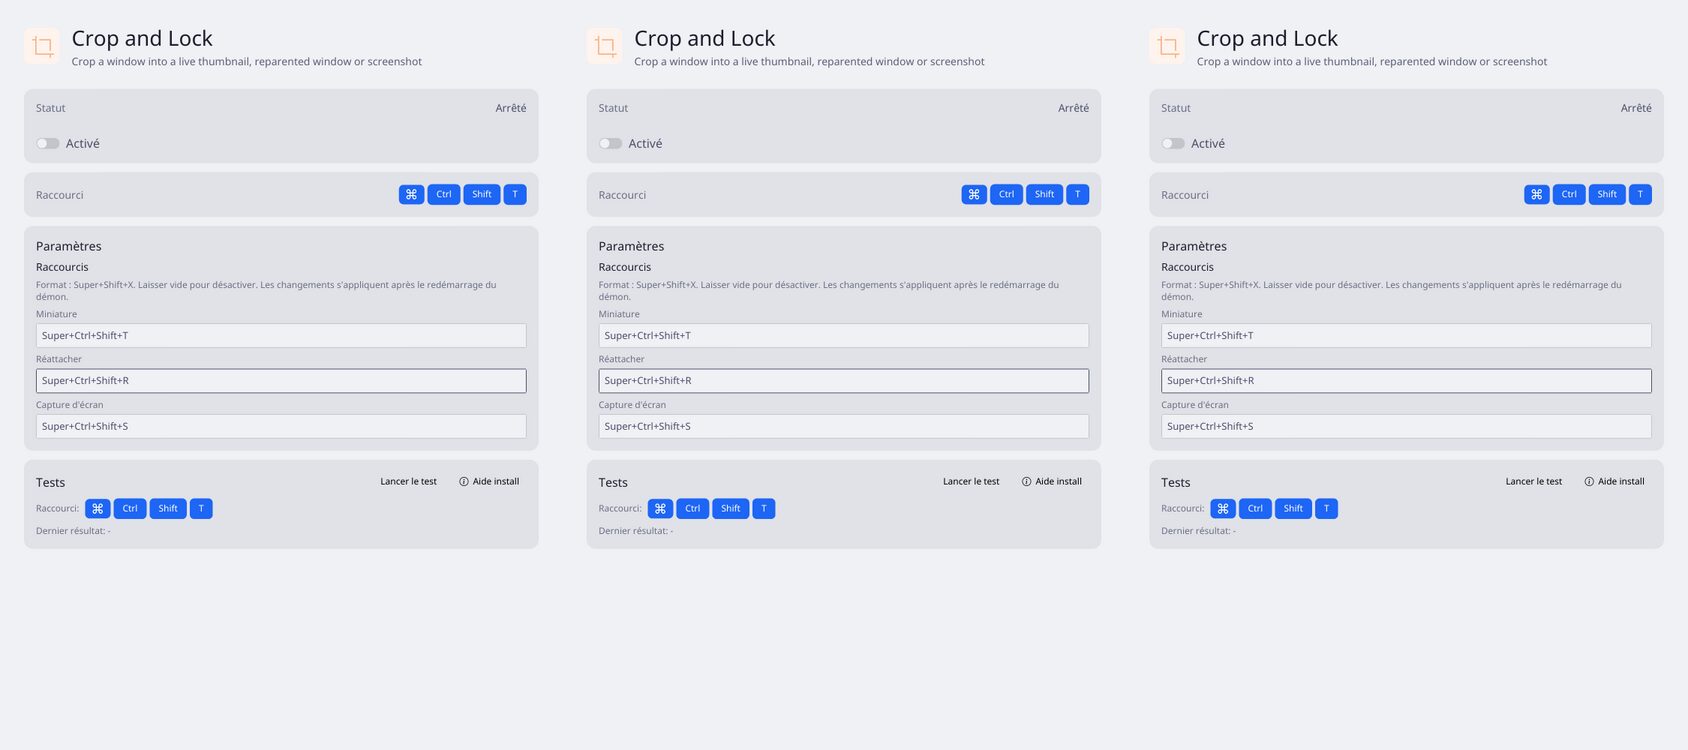 Crop and Lock
Crop a window into a live thumbnail, reparented window or screenshot
Statut
Arrêté
Activé
Raccourci
⌘ Ctrl Shift T
Paramètres
Raccourcis
Format : Super+Shift+X. Laisser vide pour désactiver. Les changements s'appliquent après le redémarrage du
démon.
Miniature
Super+Ctrl+Shift+T
Réattacher
Super+Ctrl+Shift+R
Capture d'écran
Super+Ctrl+Shift+S
Tests
Lancer le test
Aide install
Raccourci: ⌘ Ctrl Shift T
Dernier résultat: -
Crop and Lock
Crop a window into a live thumbnail, reparented window or screenshot
Statut
Arrêté
Activé
Raccourci
⌘ Ctrl Shift T
Paramètres
Raccourcis
Format : Super+Shift+X. Laisser vide pour désactiver. Les changements s'appliquent après le redémarrage du
démon.
Miniature
Super+Ctrl+Shift+T
Réattacher
Super+Ctrl+Shift+R
Capture d'écran
Super+Ctrl+Shift+S
Tests
Lancer le test
Aide install
Raccourci: ⌘ Ctrl Shift T
Dernier résultat: -
Crop and Lock
Crop a window into a live thumbnail, reparented window or screenshot
Statut
Arrêté
Activé
Raccourci
⌘ Ctrl Shift T
Paramètres
Raccourcis
Format : Super+Shift+X. Laisser vide pour désactiver. Les changements s'appliquent après le redémarrage du
démon.
Miniature
Super+Ctrl+Shift+T
Réattacher
Super+Ctrl+Shift+R
Capture d'écran
Super+Ctrl+Shift+S
Tests
Lancer le test
Aide install
Raccourci: ⌘ Ctrl Shift T
Dernier résultat: -